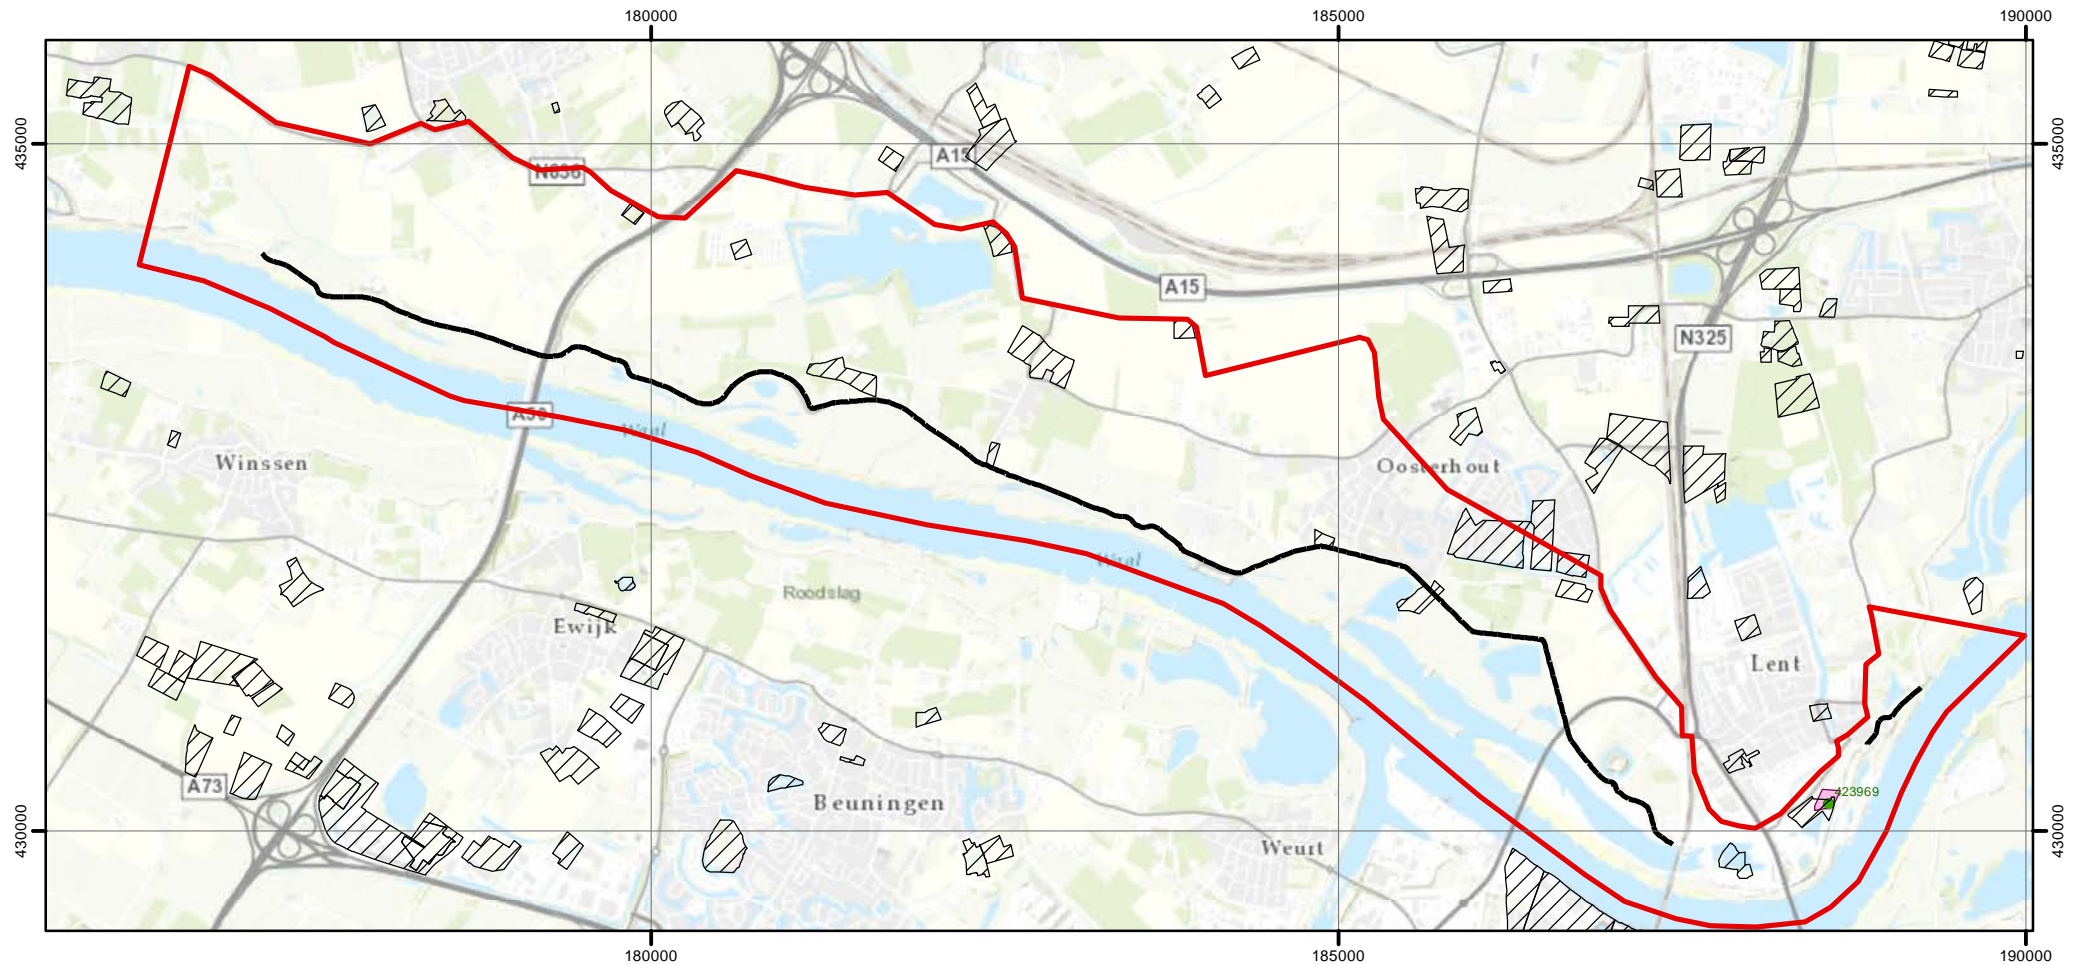 180000
185000
190000
435000
435000
A15
N836
A15
N325
A50
Waal
Winssen
Oosterhout
Waal
Roodslag
Ewijk
Lent
A73
423969
Beuningen
430000
430000
Weurt
180000
185000
190000